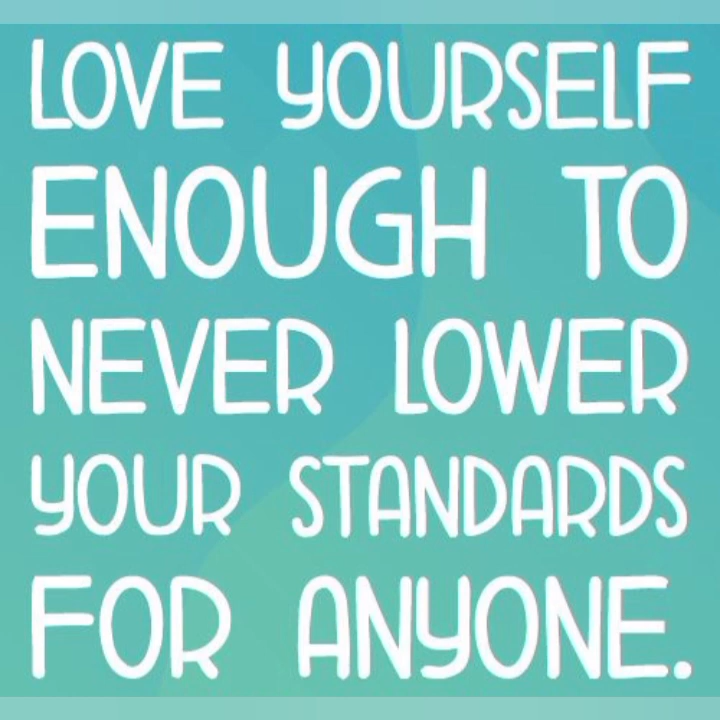 LOVE YOURSELF
ENOUGH TO
NEVER LOWER
YOUR STANDARDS
FOR ANYONE.